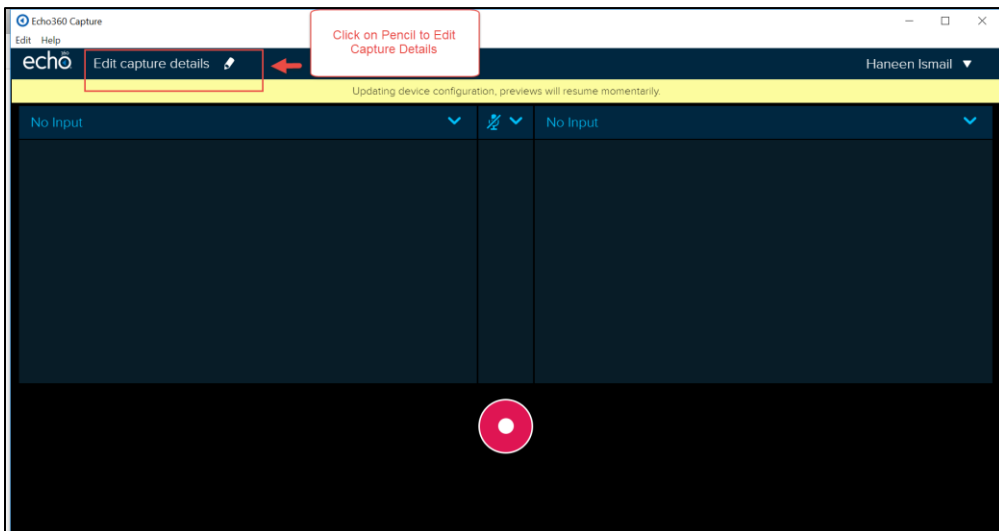 Echo360 Capture
Edit Help
echo360 Edit capture details
Click on Pencil to Edit
Capture Details
Haneen Ismail
Updating device configuration, previews will resume momentarily.
No Input
No Input